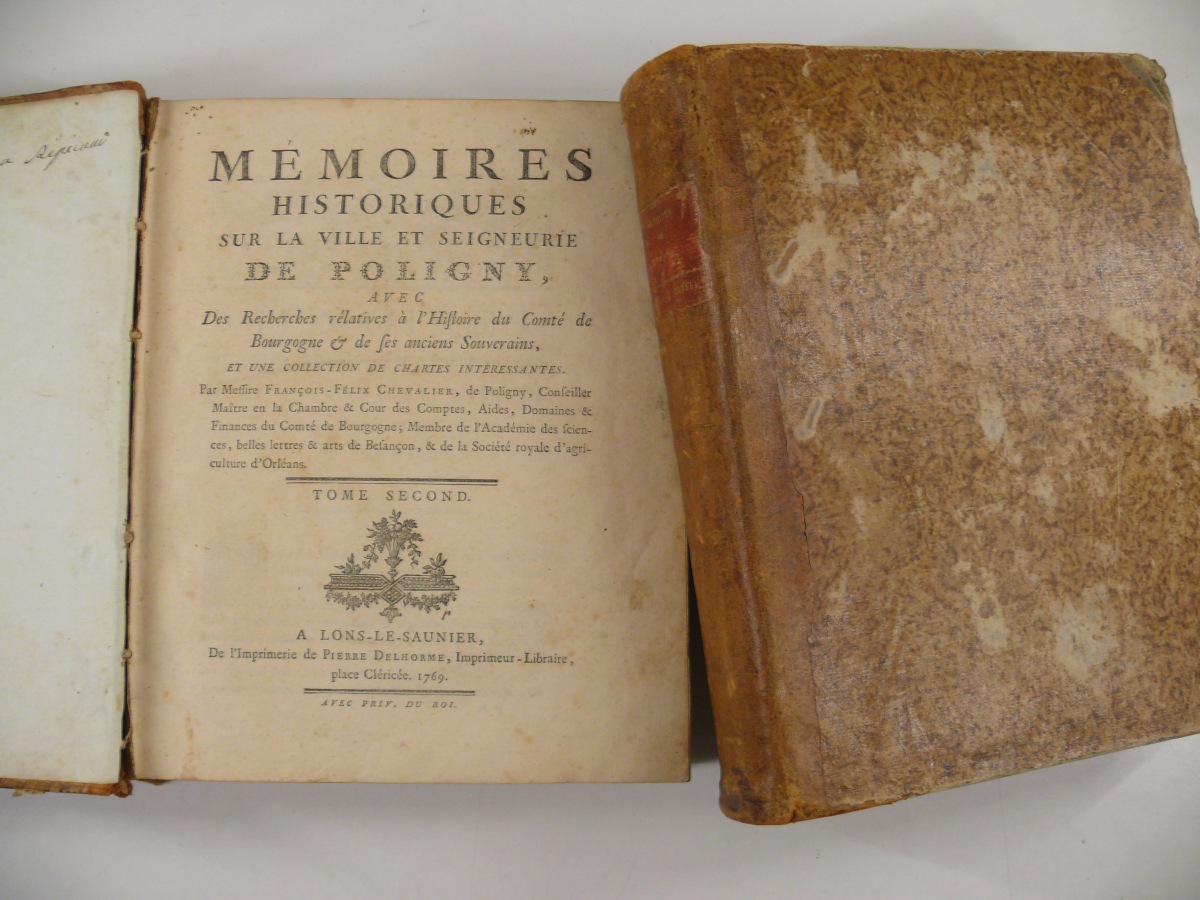 MÉMOIRES
HISTORIQUES
SUR LA VILLE ET SEIGNEURIE
DE POLIGNY,
AVEC
Des Recherches rélatives à l'Hiſtoire du Comté de
Bourgogne & de ſes anciens Souverains,
ET UNE COLLECTION DE CHARTES INTÉRESSANTES.
Par Meſſire FRANÇOIS-FÉLIX CHEVALIER, de Poligny, Conſeiller
Maître en la Chambre & Cour des Comptes, Aides, Domaines &
Finances du Comté de Bourgogne; Membre de l'Académie des ſcien-
ces, belles lettres & arts de Beſançon, & de la Société royale d'agri-
culture d'Orléans.
TOME SECOND.
A LONS-LE-SAUNIER,
De l'Imprimerie de PIERRE DELHORME, Imprimeur-Libraire,
place Cléricée. 1769.
AVEC PRIV. DU ROI.